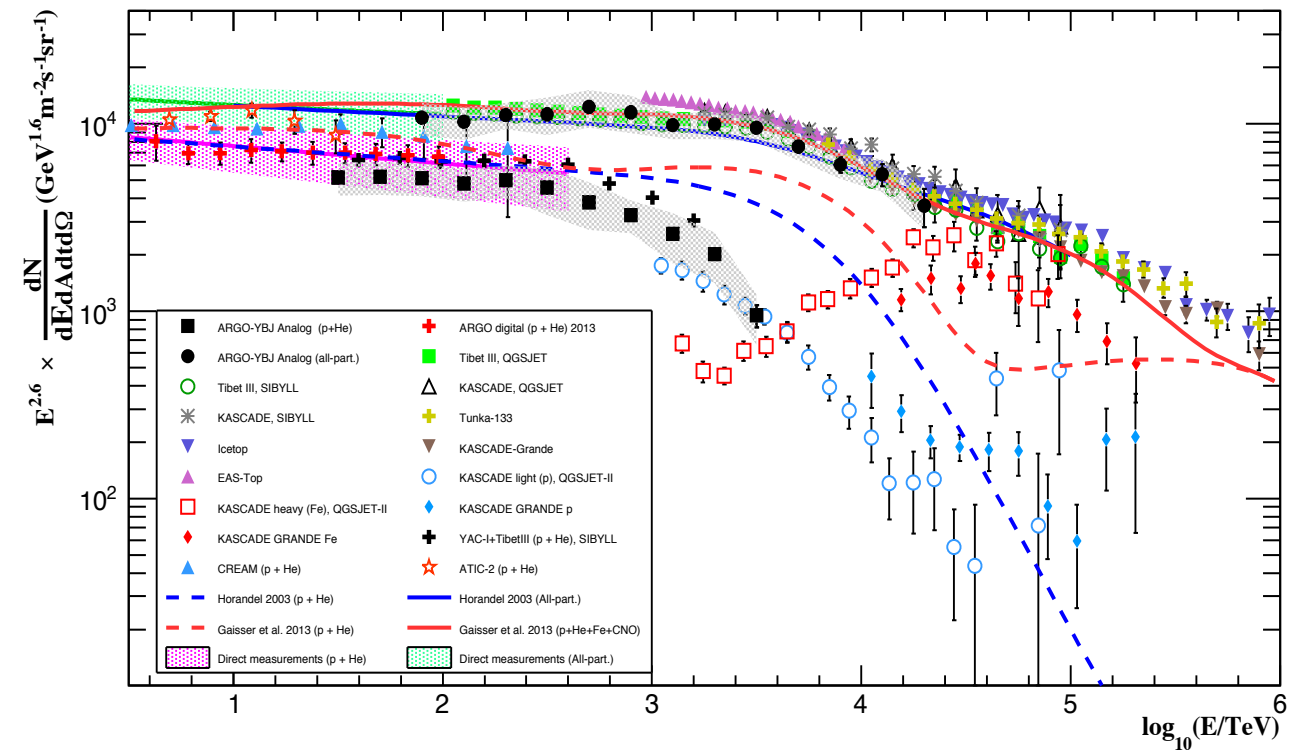 E^2.6 × dN/dEdAdtdΩ (GeV^1.6 m^-2 s^-1 sr^-1)
10^4
10^3
10^2
ARGO-YBJ Analog (p+He)
ARGO digital (p + He) 2013
ARGO-YBJ Analog (all-part.)
Tibet III, QGSJET
Tibet III, SIBYLL
KASCADE, QGSJET
KASCADE, SIBYLL
Tunka-133
Icetop
KASCADE-Grande
EAS-Top
KASCADE light (p), QGSJET-II
KASCADE heavy (Fe), QGSJET-II
KASCADE GRANDE p
KASCADE GRANDE Fe
YAC-I+TibetIII (p + He), SIBYLL
CREAM (p + He)
ATIC-2 (p + He)
Horandel 2003 (p + He)
Horandel 2003 (All-part.)
Gaisser et al. 2013 (p + He)
Gaisser et al. 2013 (p+He+Fe+CNO)
Direct measurements (p + He)
Direct measurements (All-part.)
1 2 3 4 5 6
log10(E/TeV)